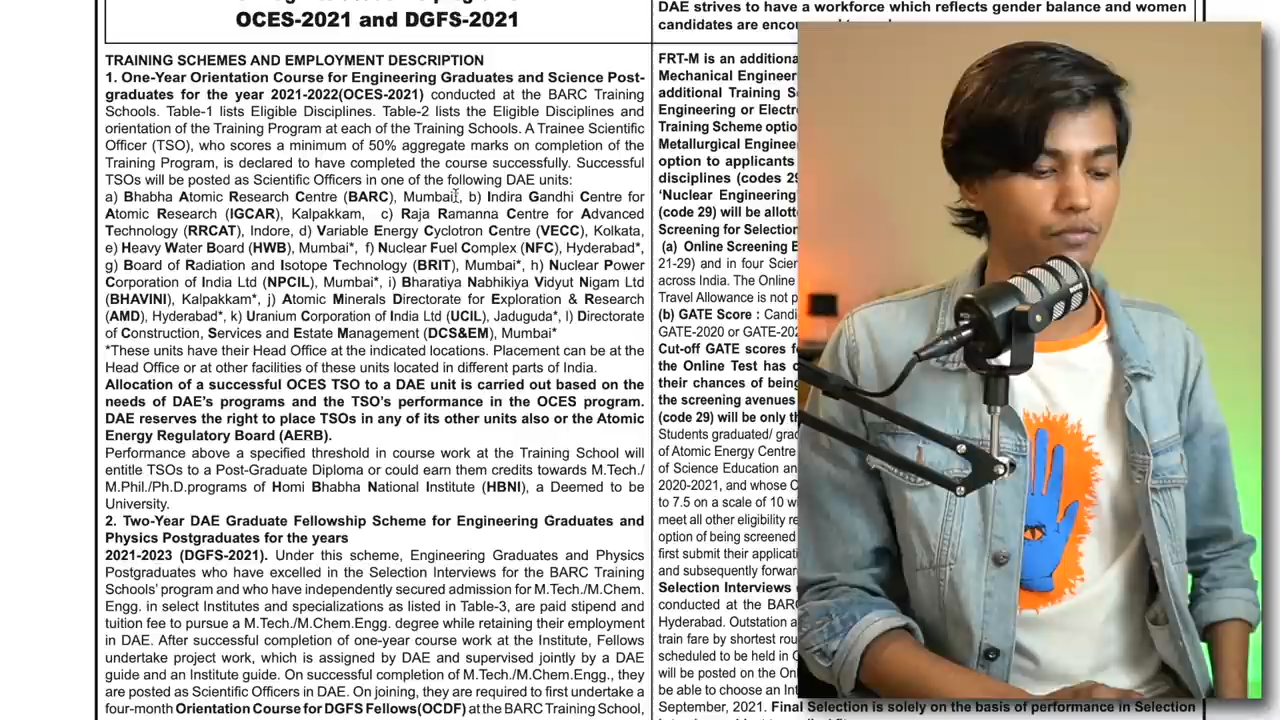 OCES-2021 and DGFS-2021
TRAINING SCHEMES AND EMPLOYMENT DESCRIPTION
1. One-Year Orientation Course for Engineering Graduates and Science Post-
graduates for the year 2021-2022(OCES-2021) conducted at the BARC Training
Schools. Table-1 lists Eligible Disciplines. Table-2 lists the Eligible Disciplines and
orientation of the Training Program at each of the Training Schools. A Trainee Scientific
Officer (TSO), who scores a minimum of 50% aggregate marks on completion of the
Training Program, is declared to have completed the course successfully. Successful
TSOs will be posted as Scientific Officers in one of the following DAE units:
a) Bhabha Atomic Research Centre (BARC), Mumbai, b) Indira Gandhi Centre for
Atomic Research (IGCAR), Kalpakkam, c) Raja Ramanna Centre for Advanced
Technology (RRCAT), Indore, d) Variable Energy Cyclotron Centre (VECC), Kolkata,
e) Heavy Water Board (HWB), Mumbai*, f) Nuclear Fuel Complex (NFC), Hyderabad*,
g) Board of Radiation and Isotope Technology (BRIT), Mumbai*, h) Nuclear Power
Corporation of India Ltd (NPCIL), Mumbai*, i) Bharatiya Nabhikiya Vidyut Nigam Ltd
(BHAVINI), Kalpakkam*, j) Atomic Minerals Directorate for Exploration & Research
(AMD), Hyderabad*, k) Uranium Corporation of India Ltd (UCIL), Jaduguda*, l) Directorate
of Construction, Services and Estate Management (DCS&EM), Mumbai*
*These units have their Head Office at the indicated locations. Placement can be at the
Head Office or at other facilities of these units located in different parts of India.
Allocation of a successful OCES TSO to a DAE unit is carried out based on the
needs of DAE's programs and the TSO's performance in the OCES program.
DAE reserves the right to place TSOs in any of its other units also or the Atomic
Energy Regulatory Board (AERB).
Performance above a specified threshold in course work at the Training School will
entitle TSOs to a Post-Graduate Diploma or could earn them credits towards M.Tech./
M.Phil./Ph.D.programs of Homi Bhabha National Institute (HBNI), a Deemed to be
University.
2. Two-Year DAE Graduate Fellowship Scheme for Engineering Graduates and
Physics Postgraduates for the years
2021-2023 (DGFS-2021). Under this scheme, Engineering Graduates and Physics
Postgraduates who have excelled in the Selection Interviews for the BARC Training
Schools' program and who have independently secured admission for M.Tech./M.Chem.
Engg. in select Institutes and specializations as listed in Table-3, are paid stipend and
tuition fee to pursue a M.Tech./M.Chem.Engg. degree while retaining their employment
in DAE. After successful completion of one-year course work at the Institute, Fellows
undertake project work, which is assigned by DAE and supervised jointly by a DAE
guide and an Institute guide. On successful completion of M.Tech./M.Chem.Engg., they
are posted as Scientific Officers in DAE. On joining, they are required to first undertake a
four-month Orientation Course for DGFS Fellows(OCDF) at the BARC Training School,
DAE strives to have a workforce which reflects gender balance and women
candidates are
FRT-M is an
Mechanical
additional Training
Engineering or
Training Scheme
Metallurgical
option to applicants
disciplines (codes
'Nuclear Engineering'
(code 29) will be
Screening for Selection
(a) Online Screening
21-29) and in four
across India. The Online
Travel Allowance is not
(b) GATE Score :
GATE-2020 or
Cut-off GATE scores
the Online Test has
their chances of being
the screening avenues
(code 29) will be only
Students graduated/
of Atomic Energy Centre
of Science Education
2020-2021, and whose
to 7.5 on a scale of 10
meet all other eligibility
option of being screened
first submit their
and subsequently
Selection Interviews
conducted at the
Hyderabad. Outstation
train fare by shortest
scheduled to be held in
will be posted on the
be able to choose an
September, 2021. Final Selection is solely on the basis of performance in Selection